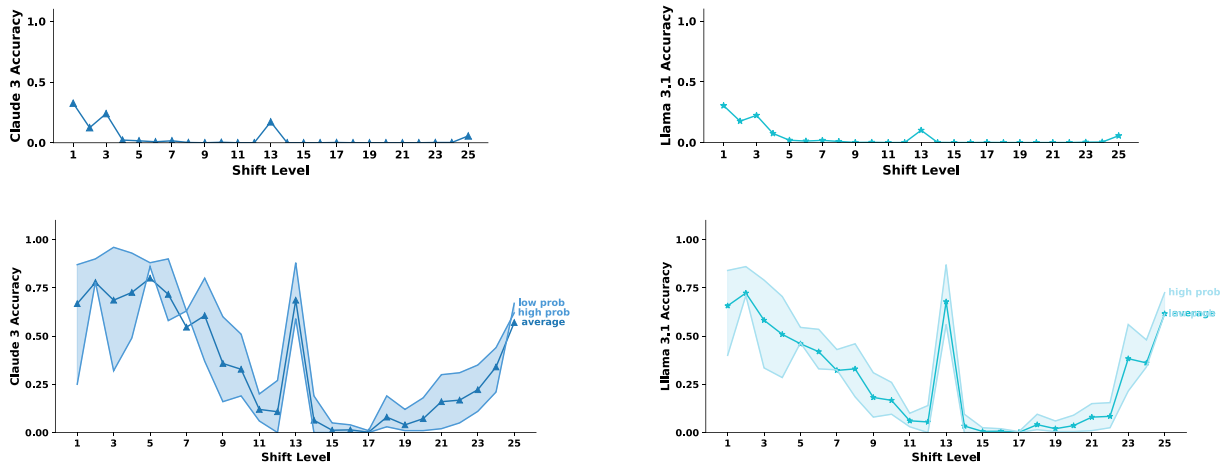 Claude 3 Accuracy
1.0
0.5
0.0
1 3 5 7 9 11 13 15 17 19 21 23 25
Shift Level
Llama 3.1 Accuracy
1.0
0.5
0.0
1 3 5 7 9 11 13 15 17 19 21 23 25
Shift Level
Claude 3 Accuracy
1.00
0.75
0.50
0.25
0.00
1 3 5 7 9 11 13 15 17 19 21 23 25
Shift Level
low prob
high prob
average
Llama 3.1 Accuracy
1.00
0.75
0.50
0.25
0.00
1 3 5 7 9 11 13 15 17 19 21 23 25
Shift Level
high prob